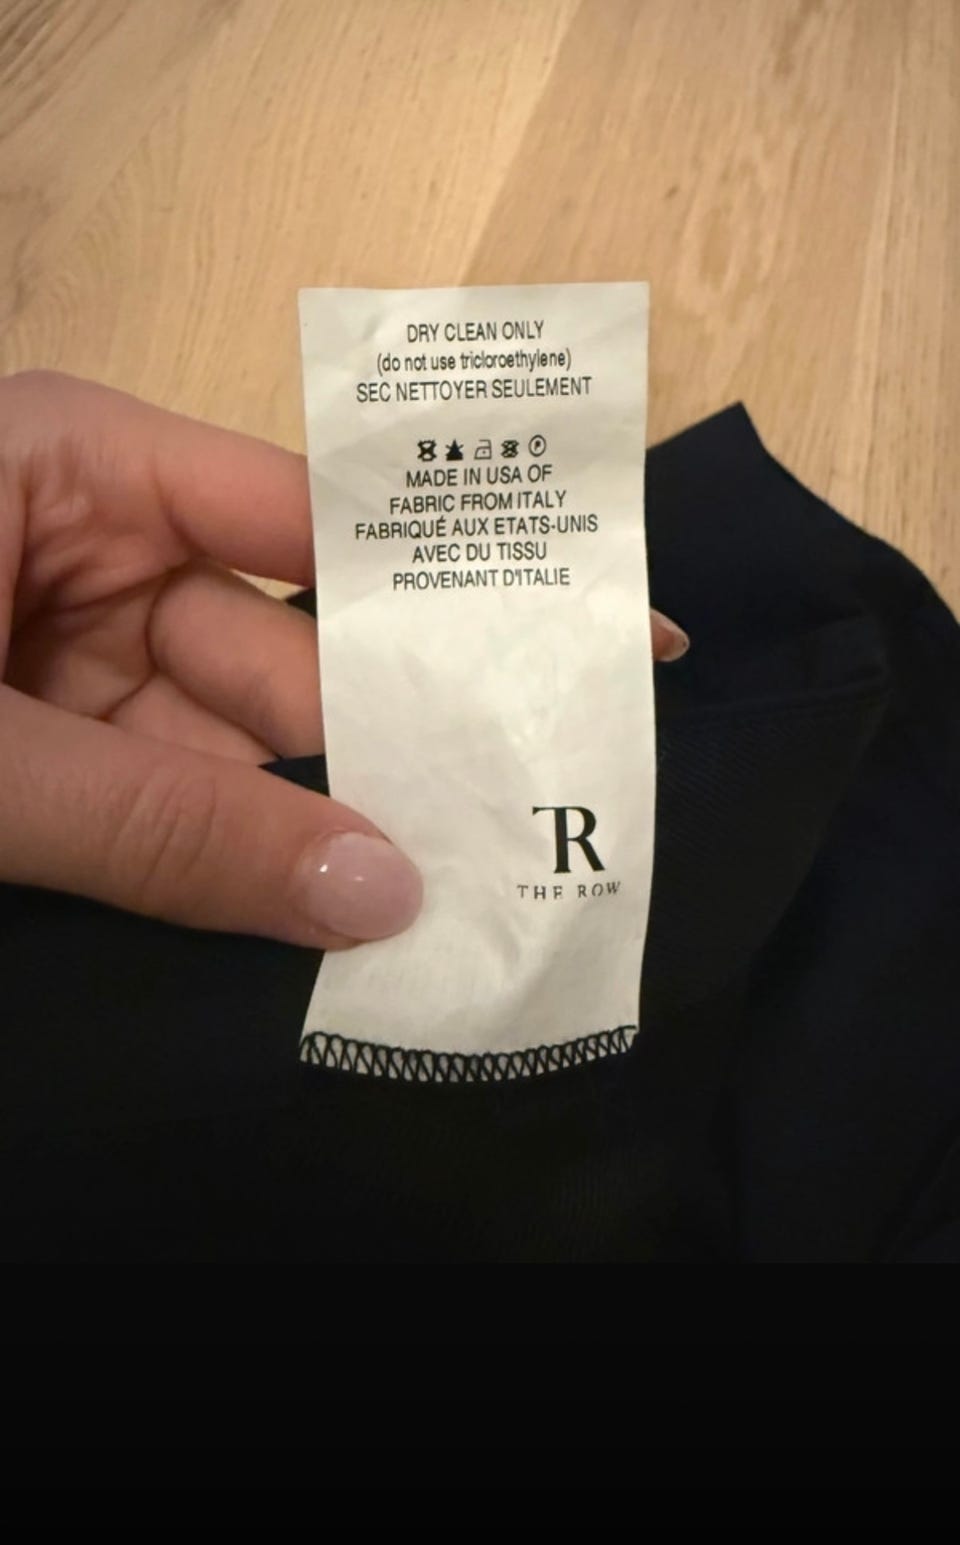 DRY CLEAN ONLY
(do not use tricloroethylene)
SEC NETTOYER SEULEMENT
P
MADE IN USA OF
FABRIC FROM ITALY
FABRIQUÉ AUX ETATS-UNIS
AVEC DU TISSU
PROVENANT D'ITALIE
TR
THE ROW